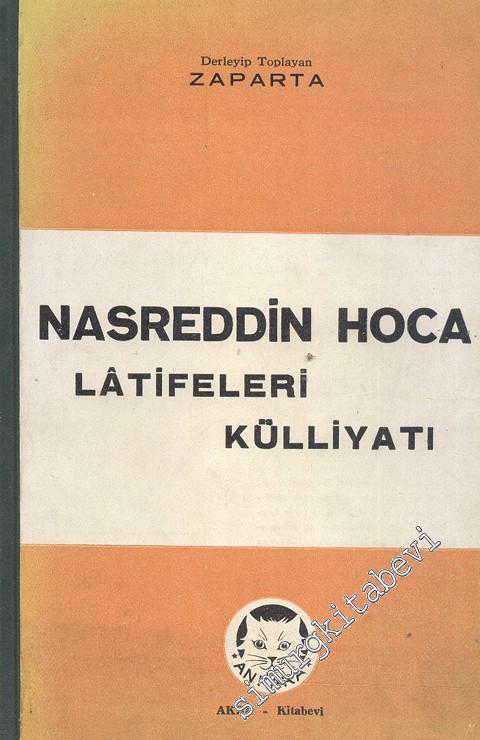 Derleyip Toplayan
ZAPARTA
NASREDDİN HOCA
LÂTİFELERİ
KÜLLİYATI
- Kitabevi
simurgkitabevi